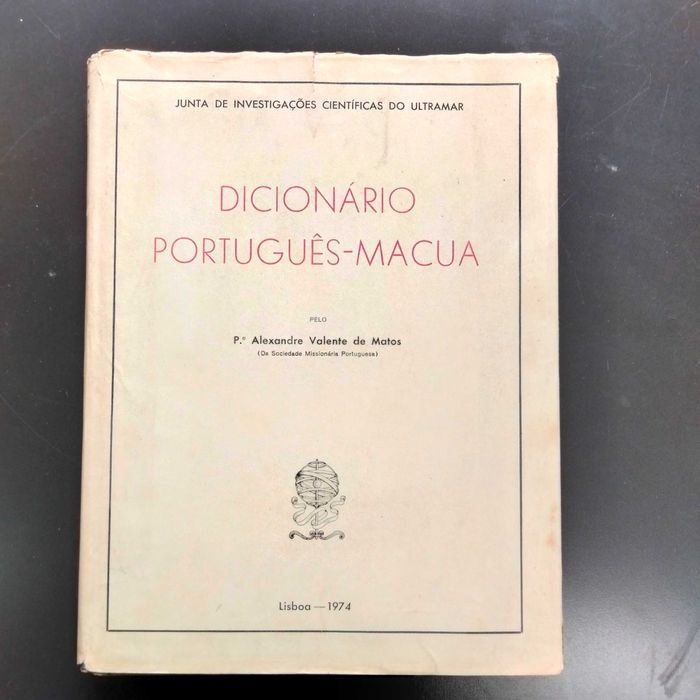 JUNTA DE INVESTIGAÇÕES CIENTÍFICAS DO ULTRAMAR
DICIONÁRIO
PORTUGUÊS-MACUA
PELO
P.ᵉ Alexandre Valente de Matos
(Da Sociedade Missionária Portuguesa)
Lisboa — 1974